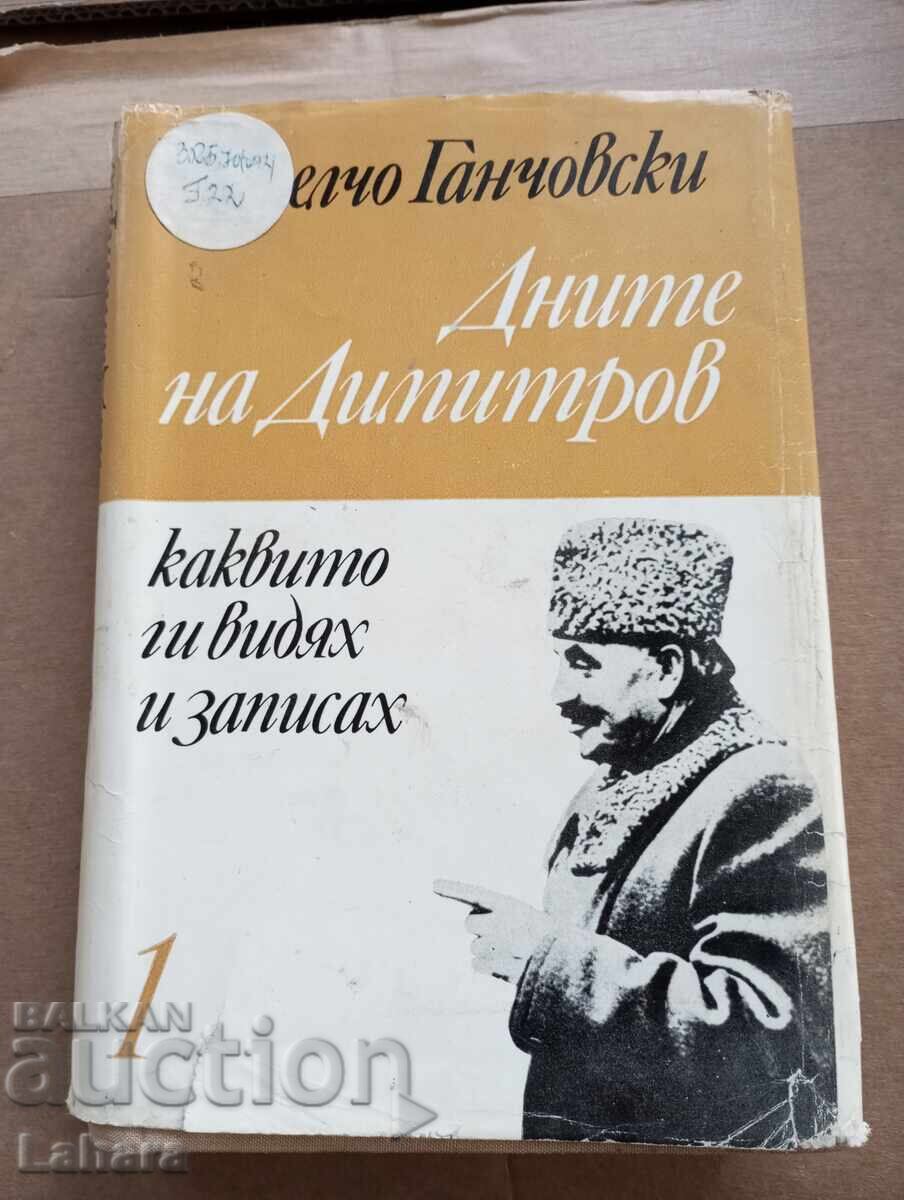 елчо Ганчовски
Дните
на Димитров
каквито
ги видях
и записах
1
BALKAN
auction
Lahara